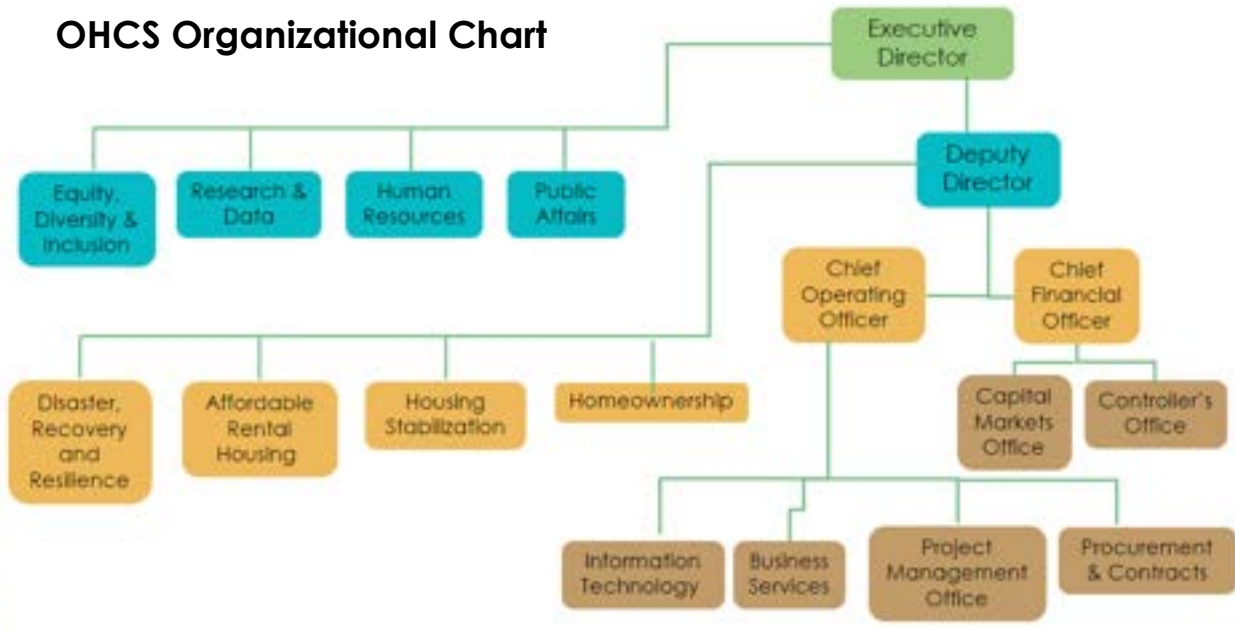 OHCS Organizational Chart
Executive
Director
Deputy
Director
Equity,
Diversity &
Inclusion
Research &
Data
Human
Resources
Public
Affairs
Chief
Operating
Officer
Chief
Financial
Officer
Disaster,
Recovery
and
Resilience
Affordable
Rental
Housing
Housing
Stabilization
Homeownership
Capital
Markets
Office
Controller's
Office
Information
Technology
Business
Services
Project
Management
Office
Procurement
& Contracts